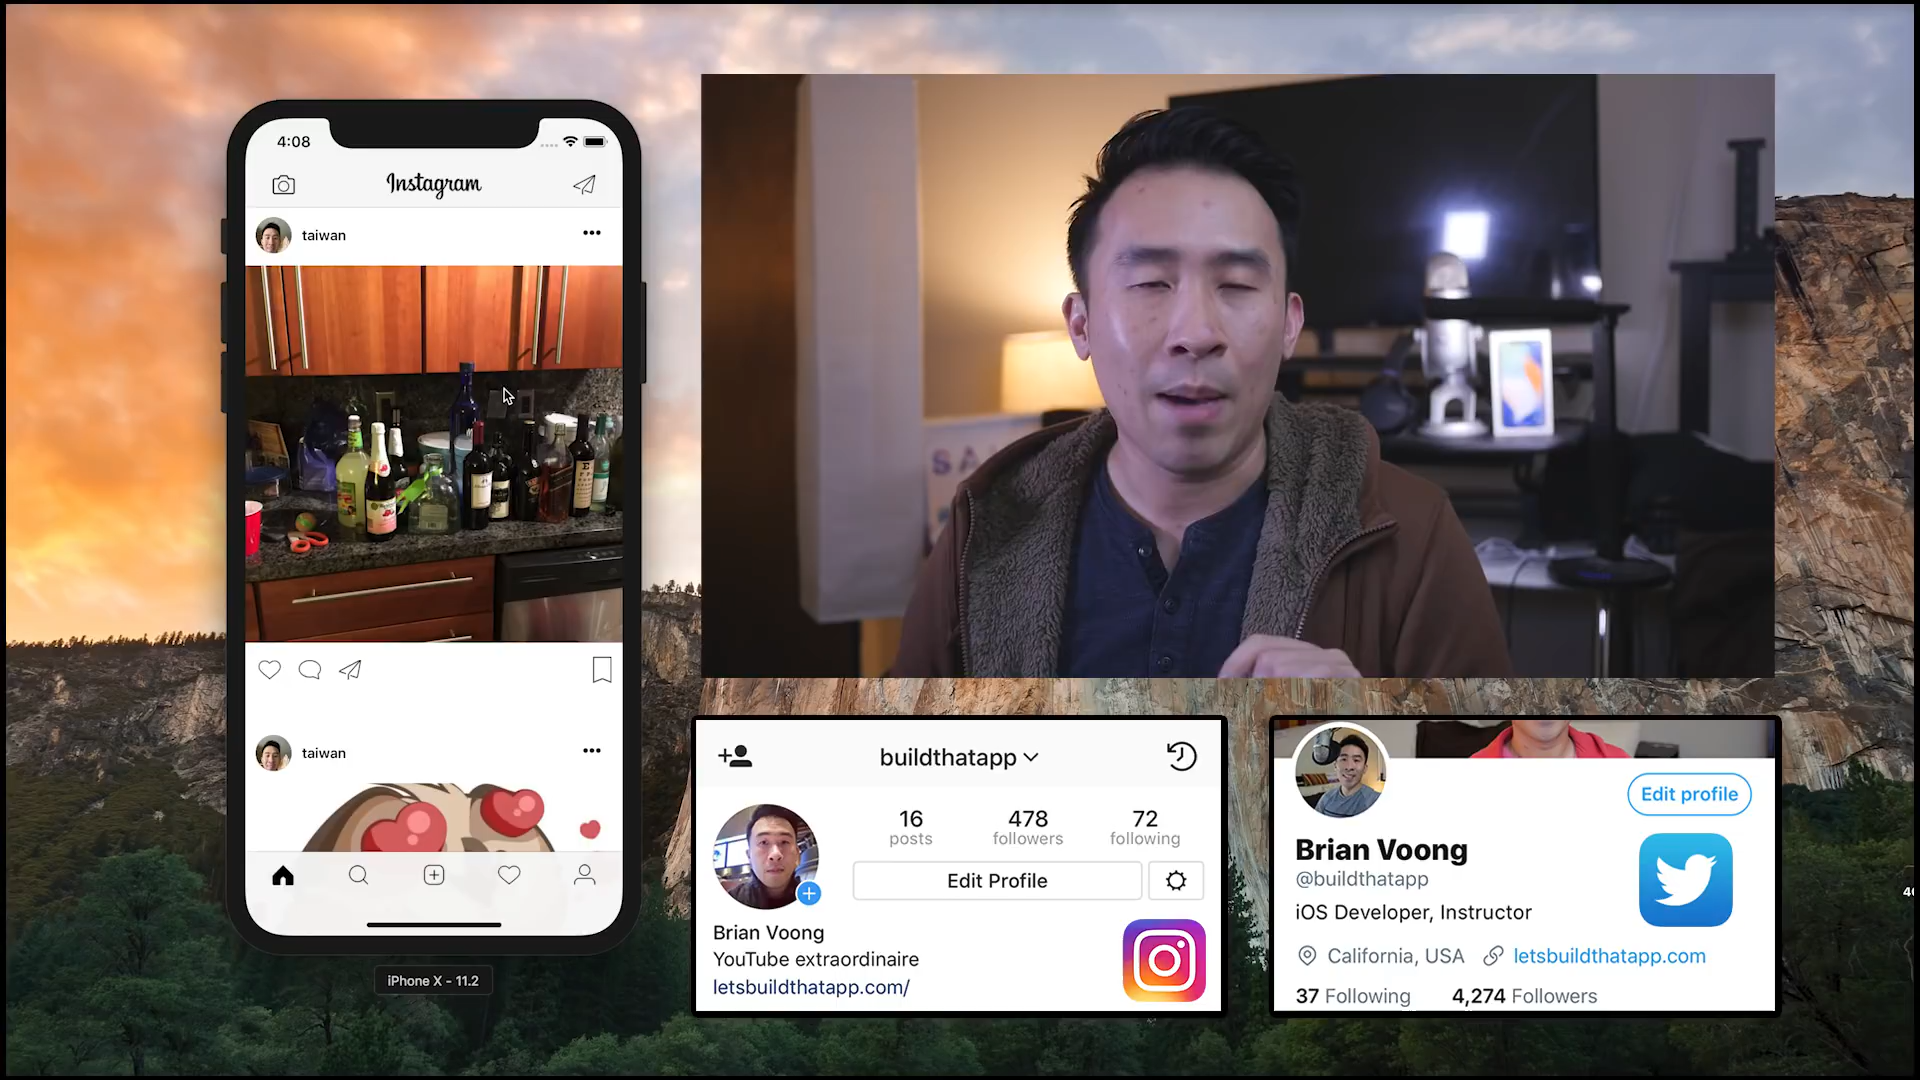 4:08
Instagram
taiwan
taiwan
iPhone X - 11.2
SA
buildthatapp
16
478
72
posts
followers
following
Edit Profile
Brian Voong
YouTube extraordinaire
letsbuildthatapp.com/
Edit profile
Brian Voong
@buildthatapp
iOS Developer, Instructor
California, USA letsbuildthatapp.com
37 Following 4,274 Followers